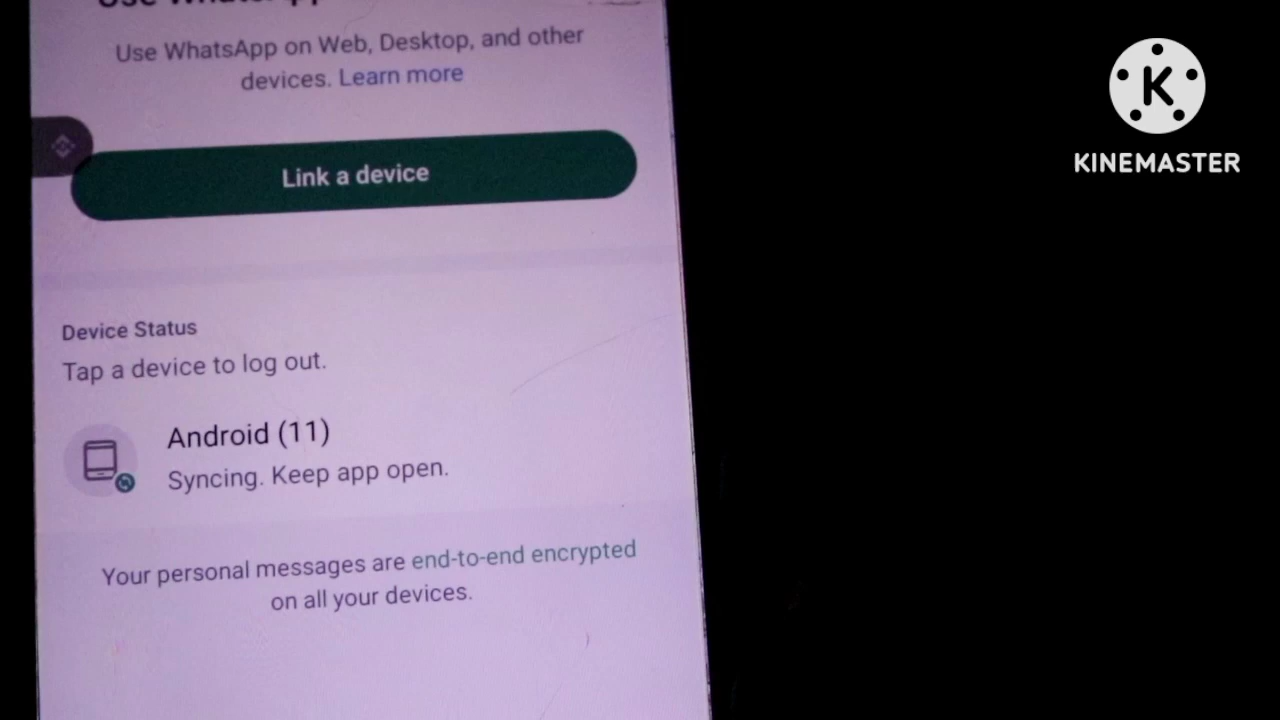 Use WhatsApp on Web, Desktop, and other
devices. Learn more
Link a device
Device Status
Tap a device to log out.
Android (11)
Syncing. Keep app open.
Your personal messages are end-to-end encrypted
on all your devices.
K
KINEMASTER